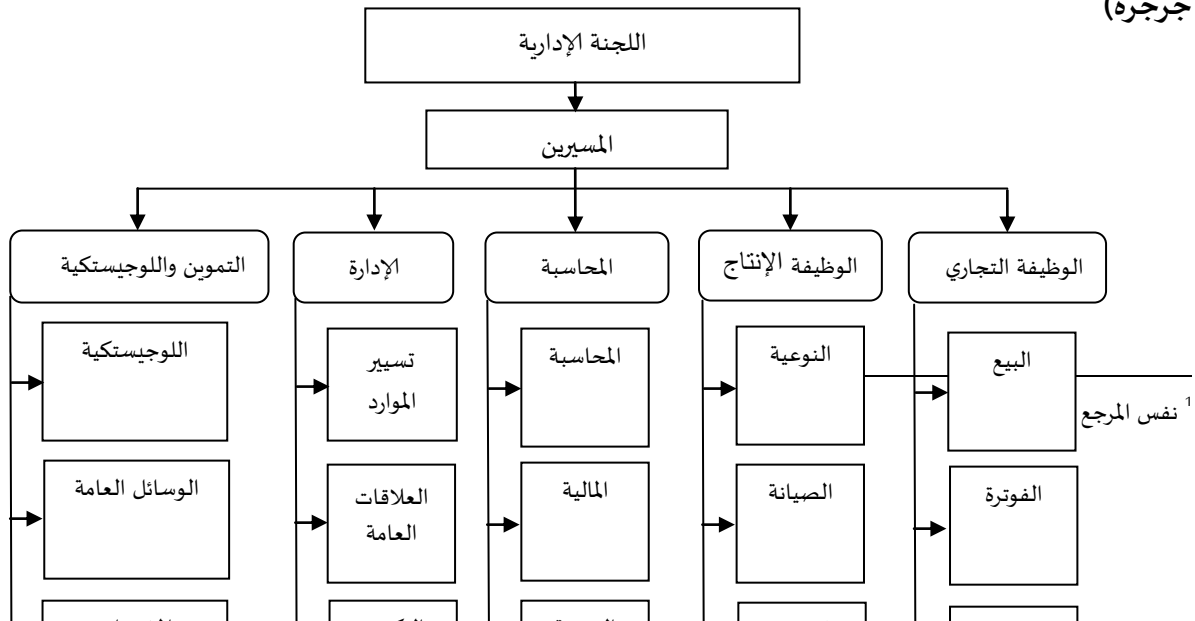 جرجرة)
اللجنة الإدارية
المسيرين
الوظيفة التجاري
الوظيفة الإنتاج
المحاسبة
الإدارة
التموين واللوجيستكية
البيع
النوعية
المحاسبة
تسيير
الموارد
اللوجيستكية
1 نفس المرجع
الفوترة
الصيانة
المالية
العلاقات
العامة
الوسائل العامة